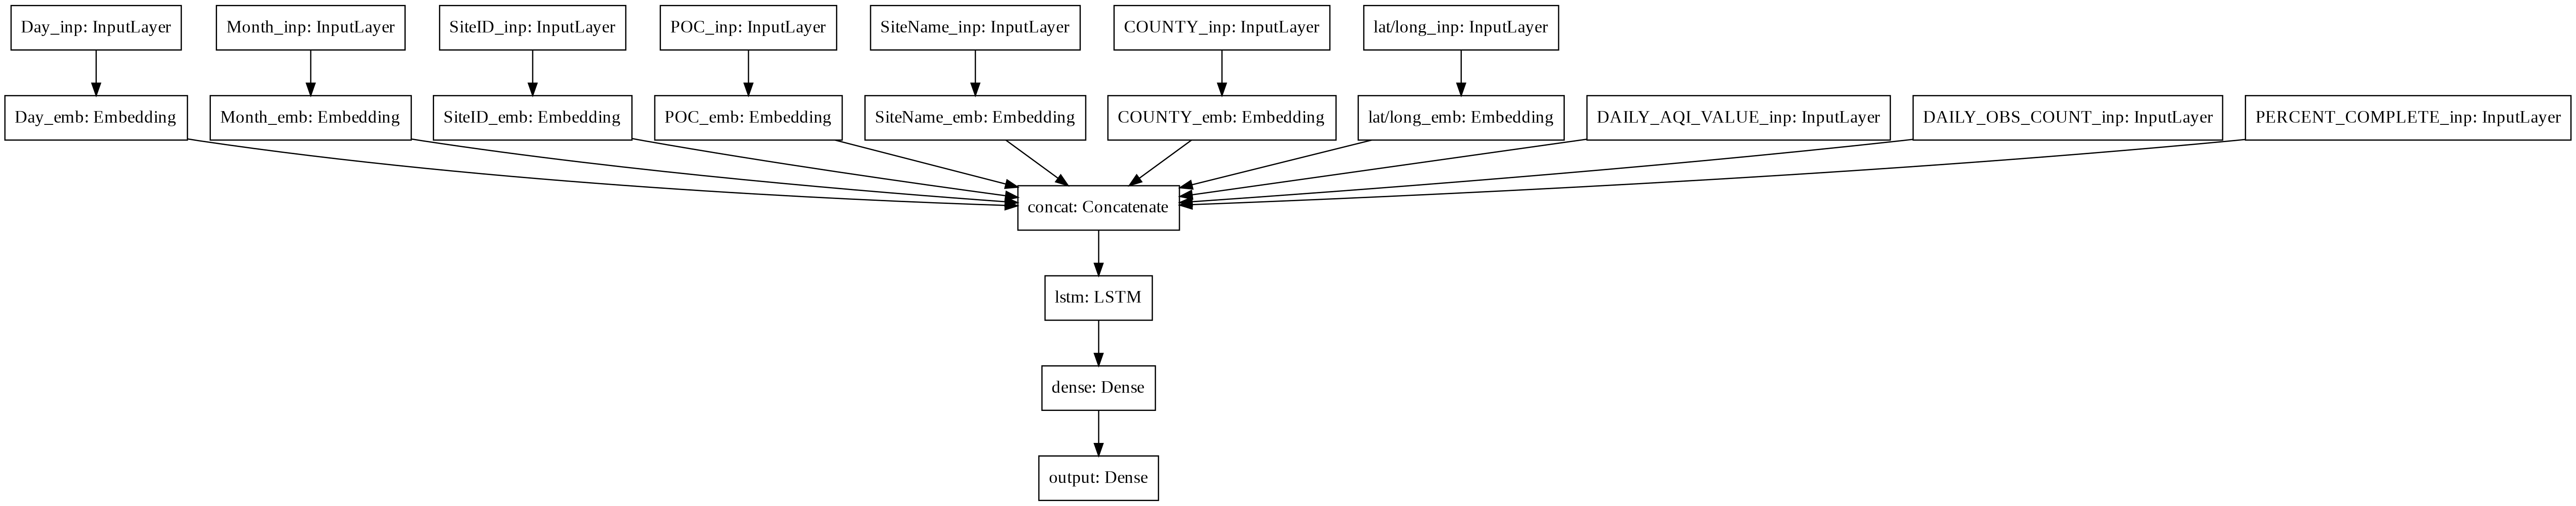 Day_inp: InputLayer
Month_inp: InputLayer
SiteID_inp: InputLayer
POC_inp: InputLayer
SiteName_inp: InputLayer
COUNTY_inp: InputLayer
lat/long_inp: InputLayer
Day_emb: Embedding
Month_emb: Embedding
SiteID_emb: Embedding
POC_emb: Embedding
SiteName_emb: Embedding
COUNTY_emb: Embedding
lat/long_emb: Embedding
DAILY_AQI_VALUE_inp: InputLayer
DAILY_OBS_COUNT_inp: InputLayer
PERCENT_COMPLETE_inp: InputLayer
concat: Concatenate
lstm: LSTM
dense: Dense
output: Dense